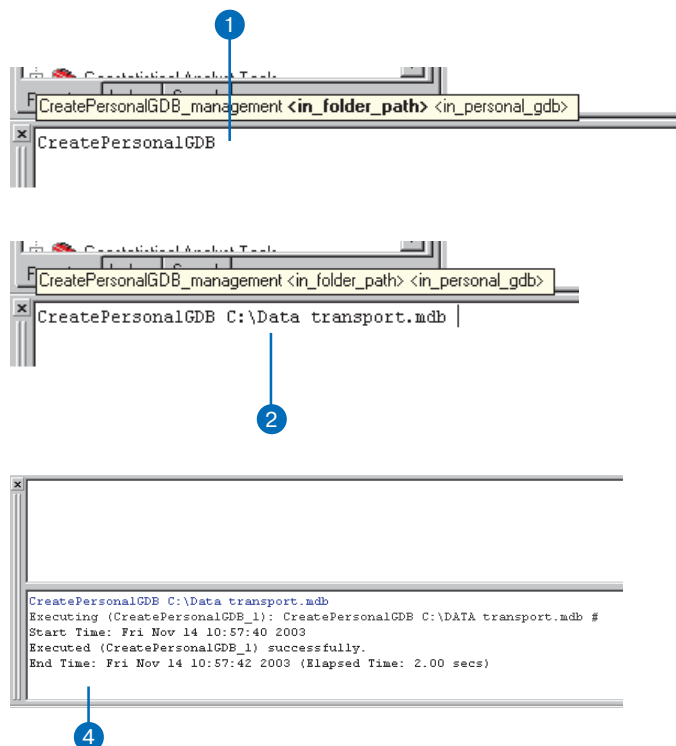 1
CreatePersonalGDB_management <in_folder_path> <in_personal_gdb>
CreatePersonalGDB
CreatePersonalGDB_management <in_folder_path> <in_personal_gdb>
CreatePersonalGDB C:\Data transport.mdb
2
CreatePersonalGDB C:\Data transport.mdb
Executing (CreatePersonalGDB_1): CreatePersonalGDB C:\DATA transport.mdb #
Start Time: Fri Nov 14 10:57:40 2003
Executed (CreatePersonalGDB_1) successfully.
End Time: Fri Nov 14 10:57:42 2003 (Elapsed Time: 2.00 secs)
4